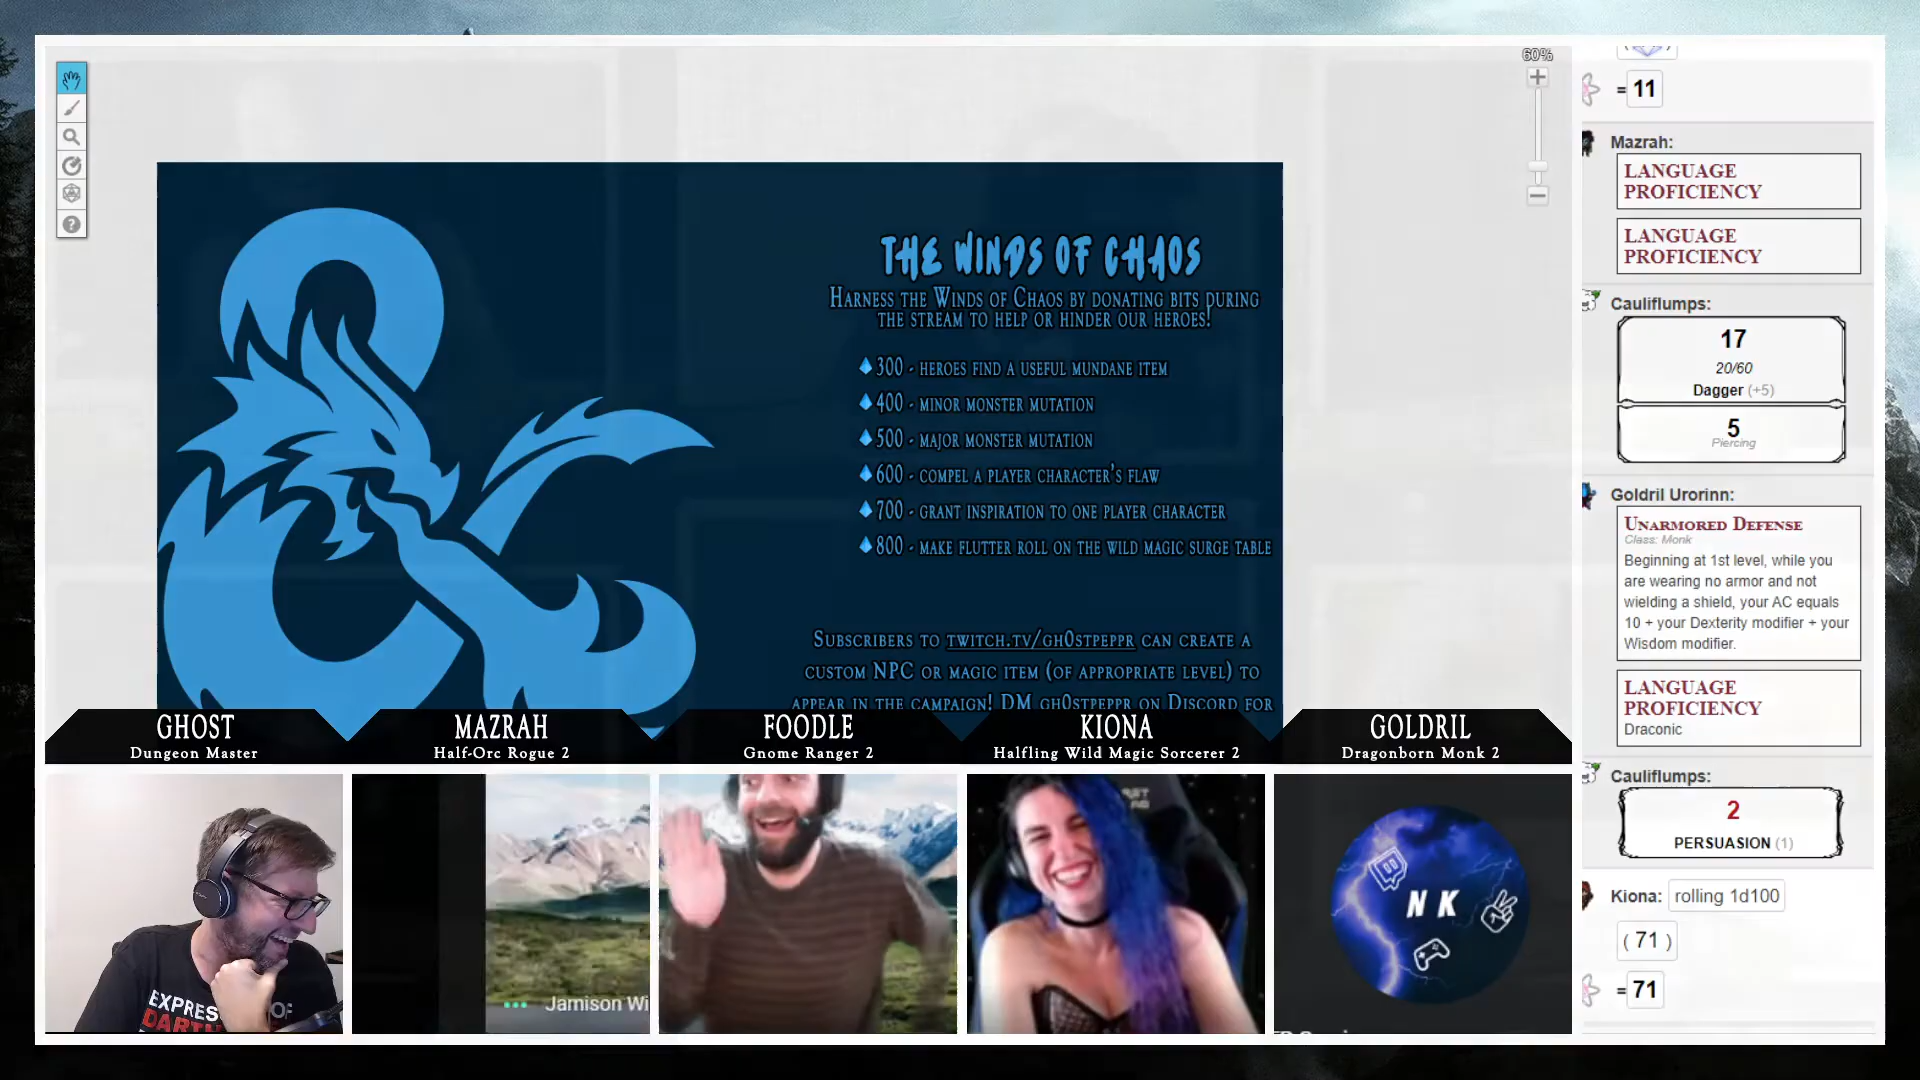 60%
THE WINDS OF CHAOS
HARNESS THE WINDS OF CHAOS BY DONATING BITS DURING
THE STREAM TO HELP OR HINDER OUR HEROES!
300 - HEROES FIND A USEFUL MUNDANE ITEM
400 - MINOR MONSTER MUTATION
500 - MAJOR MONSTER MUTATION
600 - COMPEL A PLAYER CHARACTER'S FLAW
700 - GRANT INSPIRATION TO ONE PLAYER CHARACTER
800 - MAKE FLUTTER ROLL ON THE WILD MAGIC SURGE TABLE
SUBSCRIBERS TO TWITCH.TV/GH0STPEPPR CAN CREATE A
CUSTOM NPC OR MAGIC ITEM (OF APPROPRIATE LEVEL) TO
APPEAR IN THE CAMPAIGN! DM GH0STPEPPR ON DISCORD FOR
GHOST
Dungeon Master
MAZRAH
Half-Orc Rogue 2
FOODLE
Gnome Ranger 2
KIONA
Halfling Wild Magic Sorcerer 2
GOLDRIL
Dragonborn Monk 2
EXPRES OF
DARTH
Jamison Wi
N K
= 11
Mazrah:
LANGUAGE
PROFICIENCY
LANGUAGE
PROFICIENCY
Cauliflumps:
17
20/60
Dagger (+5)
5
Piercing
Goldril Urorinn:
UNARMORED DEFENSE
Class: Monk
Beginning at 1st level, while you
are wearing no armor and not
wielding a shield, your AC equals
10 + your Dexterity modifier + your
Wisdom modifier.
LANGUAGE
PROFICIENCY
Draconic
Cauliflumps:
2
PERSUASION (1)
Kiona: rolling 1d100
( 71 )
= 71